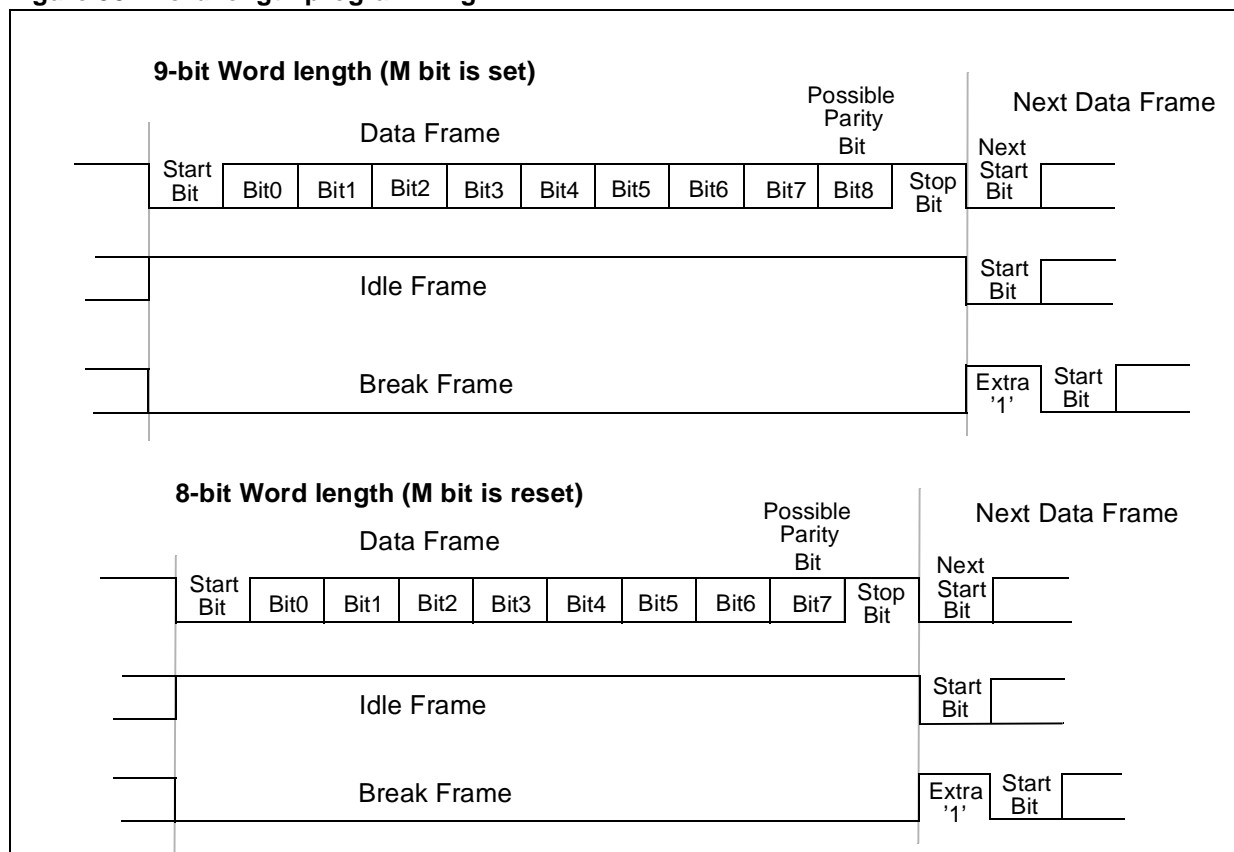 9-bit Word length (M bit is set)
Possible
Parity
Bit
Next Data Frame
Data Frame
Start
Bit
Bit0 Bit1 Bit2 Bit3 Bit4 Bit5 Bit6 Bit7 Bit8
Stop
Bit
Next
Start
Bit
Idle Frame
Start
Bit
Break Frame
Extra
'1'
Start
Bit
8-bit Word length (M bit is reset)
Possible
Parity
Bit
Next Data Frame
Data Frame
Start
Bit
Bit0 Bit1 Bit2 Bit3 Bit4 Bit5 Bit6 Bit7
Stop
Bit
Next
Start
Bit
Idle Frame
Start
Bit
Break Frame
Extra
'1'
Start
Bit